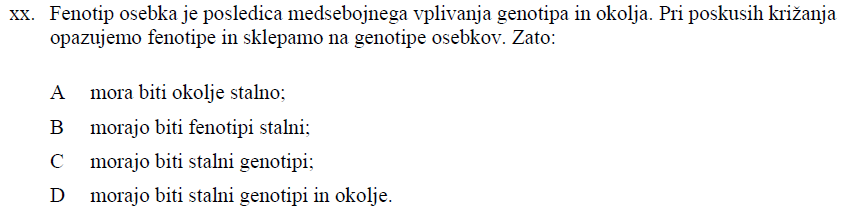 xx. Fenotip osebka je posledica medsebojnega vplivanja genotipa in okolja. Pri poskusih križanja
opazujemo fenotipe in sklepamo na genotipe osebkov. Zato:
A mora biti okolje stalno;
B morajo biti fenotipi stalni;
C morajo biti stalni genotipi;
D morajo biti stalni genotipi in okolje.